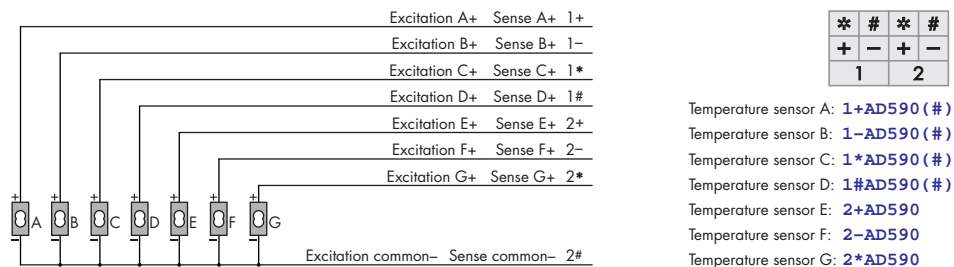 Excitation A+ Sense A+ 1+
Excitation B+ Sense B+ 1–
Excitation C+ Sense C+ 1*
Excitation D+ Sense D+ 1#
Excitation E+ Sense E+ 2+
Excitation F+ Sense F+ 2–
Excitation G+ Sense G+ 2*
+ + + + + + +
A B C D E F G
– – – – – – –
Excitation common– Sense common– 2#
* # * #
+ – + –
1 2
Temperature sensor A: 1+AD590(#)
Temperature sensor B: 1–AD590(#)
Temperature sensor C: 1*AD590(#)
Temperature sensor D: 1#AD590(#)
Temperature sensor E: 2+AD590
Temperature sensor F: 2–AD590
Temperature sensor G: 2*AD590